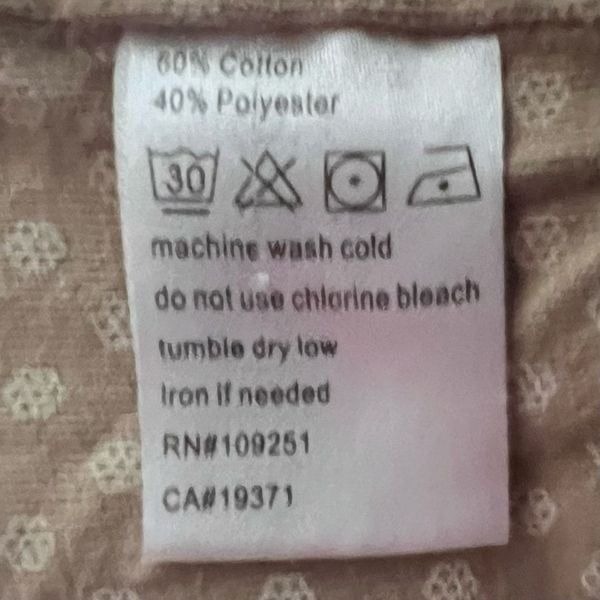 60% Cotton
40% Polyester
30
machine wash cold
do not use chlorine bleach
tumble dry low
Iron if needed
RN#109251
CA#19371